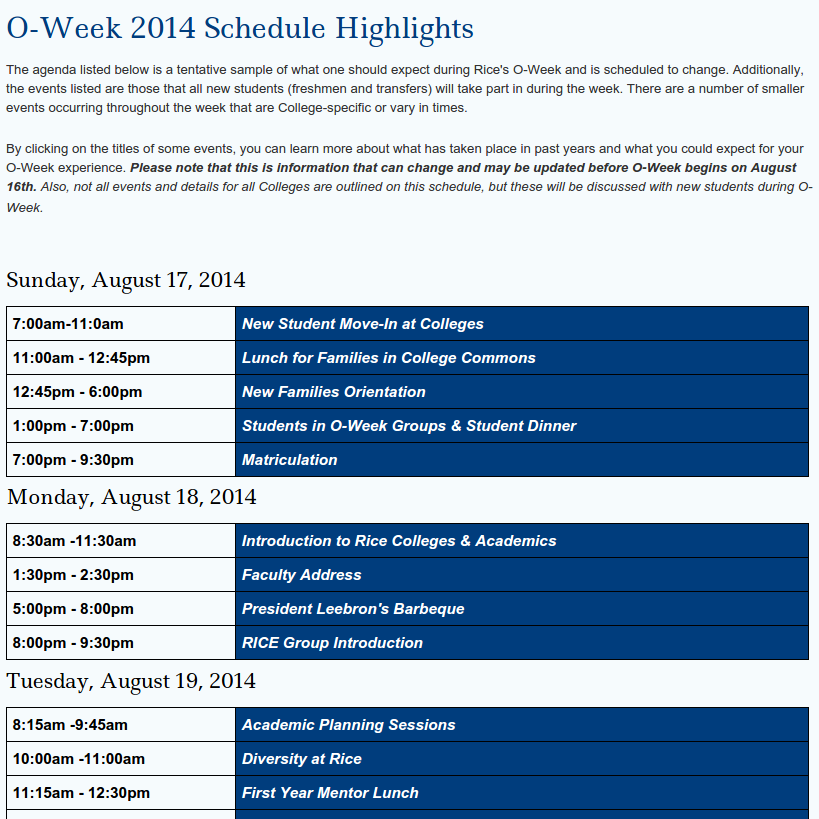 O-Week 2014 Schedule Highlights
The agenda listed below is a tentative sample of what one should expect during Rice's O-Week and is scheduled to change. Additionally,
the events listed are those that all new students (freshmen and transfers) will take part in during the week. There are a number of smaller
events occurring throughout the week that are College-specific or vary in times.
By clicking on the titles of some events, you can learn more about what has taken place in past years and what you could expect for your
O-Week experience. Please note that this is information that can change and may be updated before O-Week begins on August
16th. Also, not all events and details for all Colleges are outlined on this schedule, but these will be discussed with new students during O-
Week.
Sunday, August 17, 2014
7:00am-11:0am New Student Move-In at Colleges
11:00am - 12:45pm Lunch for Families in College Commons
12:45pm - 6:00pm New Families Orientation
1:00pm - 7:00pm Students in O-Week Groups & Student Dinner
7:00pm - 9:30pm Matriculation
Monday, August 18, 2014
8:30am -11:30am Introduction to Rice Colleges & Academics
1:30pm - 2:30pm Faculty Address
5:00pm - 8:00pm President Leebron's Barbeque
8:00pm - 9:30pm RICE Group Introduction
Tuesday, August 19, 2014
8:15am -9:45am Academic Planning Sessions
10:00am -11:00am Diversity at Rice
11:15am - 12:30pm First Year Mentor Lunch